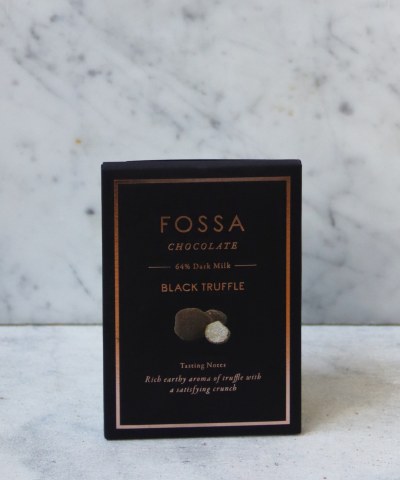 FOSSA
CHOCOLATE
64% Dark Milk
BLACK TRUFFLE
Tasting Notes
Rich earthy aroma of truffle with
a satisfying crunch